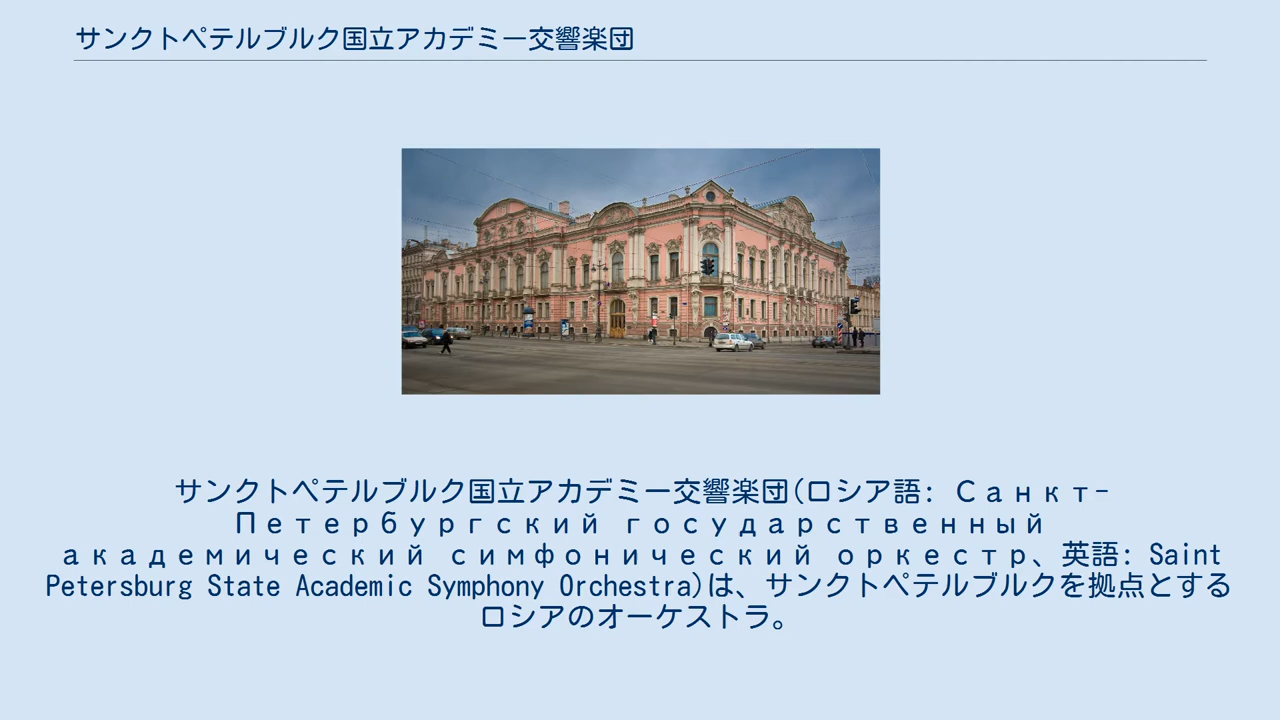 サンクトペテルブルク国立アカデミー交響楽団
サンクトペテルブルク国立アカデミー交響楽団(ロシア語: Санкт-
Петербургский государственный
академический симфонический оркестр、英語: Saint
Petersburg State Academic Symphony Orchestra)は、サンクトペテルブルクを拠点とする
ロシアのオーケストラ。